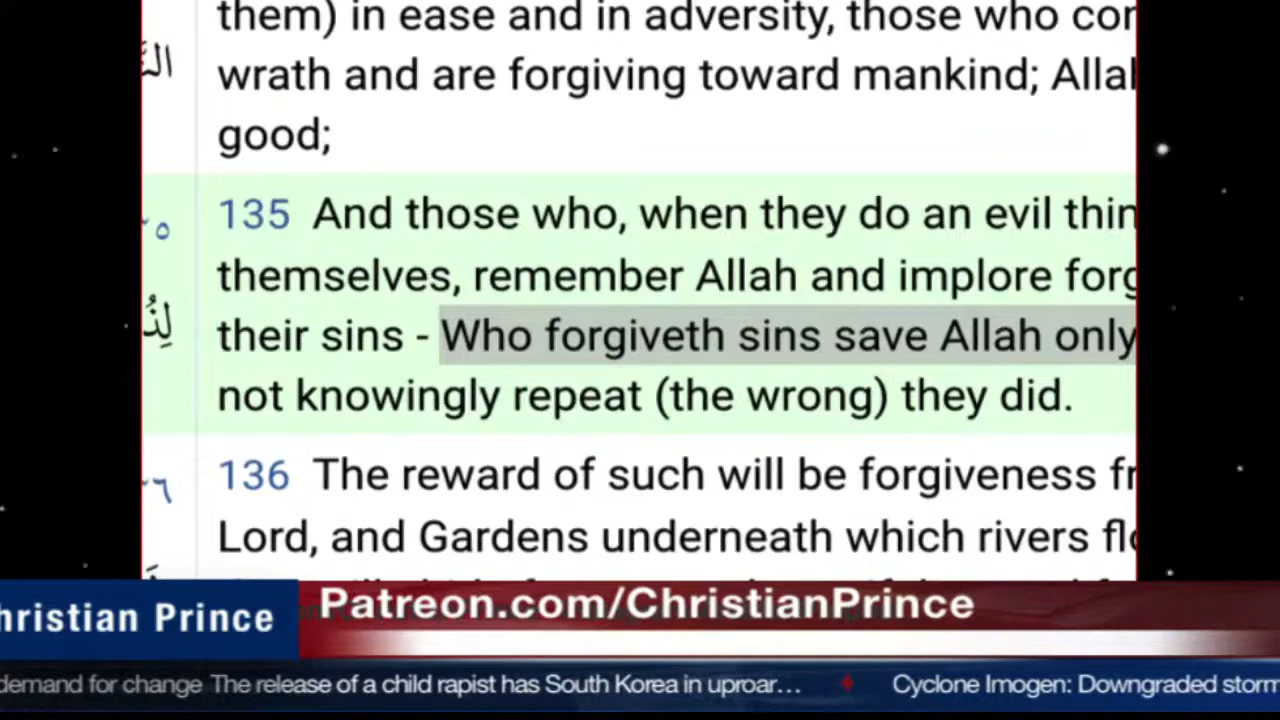 them) in ease and in adversity, those who con
wrath and are forgiving toward mankind; Allah
good;
135 And those who, when they do an evil thin
themselves, remember Allah and implore forg
their sins - Who forgiveth sins save Allah only
not knowingly repeat (the wrong) they did.
136 The reward of such will be forgiveness fr
Lord, and Gardens underneath which rivers flo
لِذُ
hristian Prince
Patreon.com/ChristianPrince
demand for change The release of a child rapist has South Korea in uproar… Cyclone Imogen: Downgraded storm